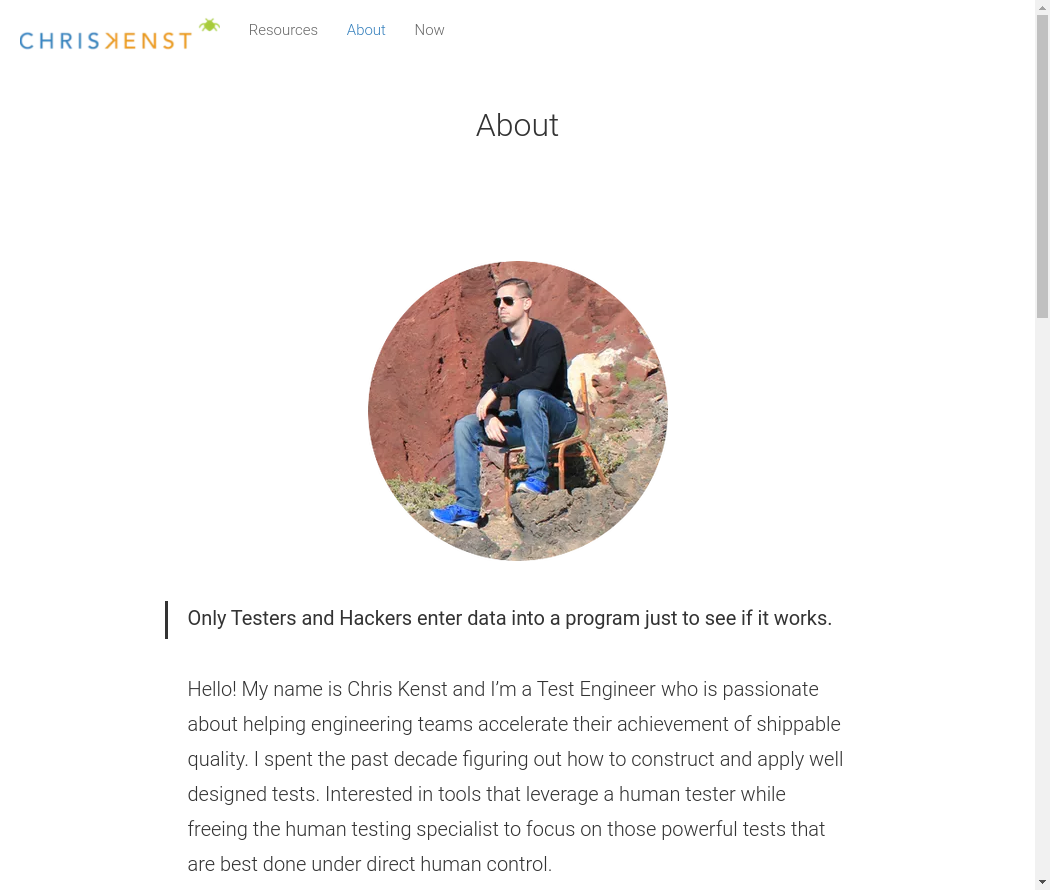 CHRISKENST
Resources
About
Now
About
Only Testers and Hackers enter data into a program just to see if it works.
Hello! My name is Chris Kenst and I’m a Test Engineer who is passionate
about helping engineering teams accelerate their achievement of shippable
quality. I spent the past decade figuring out how to construct and apply well
designed tests. Interested in tools that leverage a human tester while
freeing the human testing specialist to focus on those powerful tests that
are best done under direct human control.